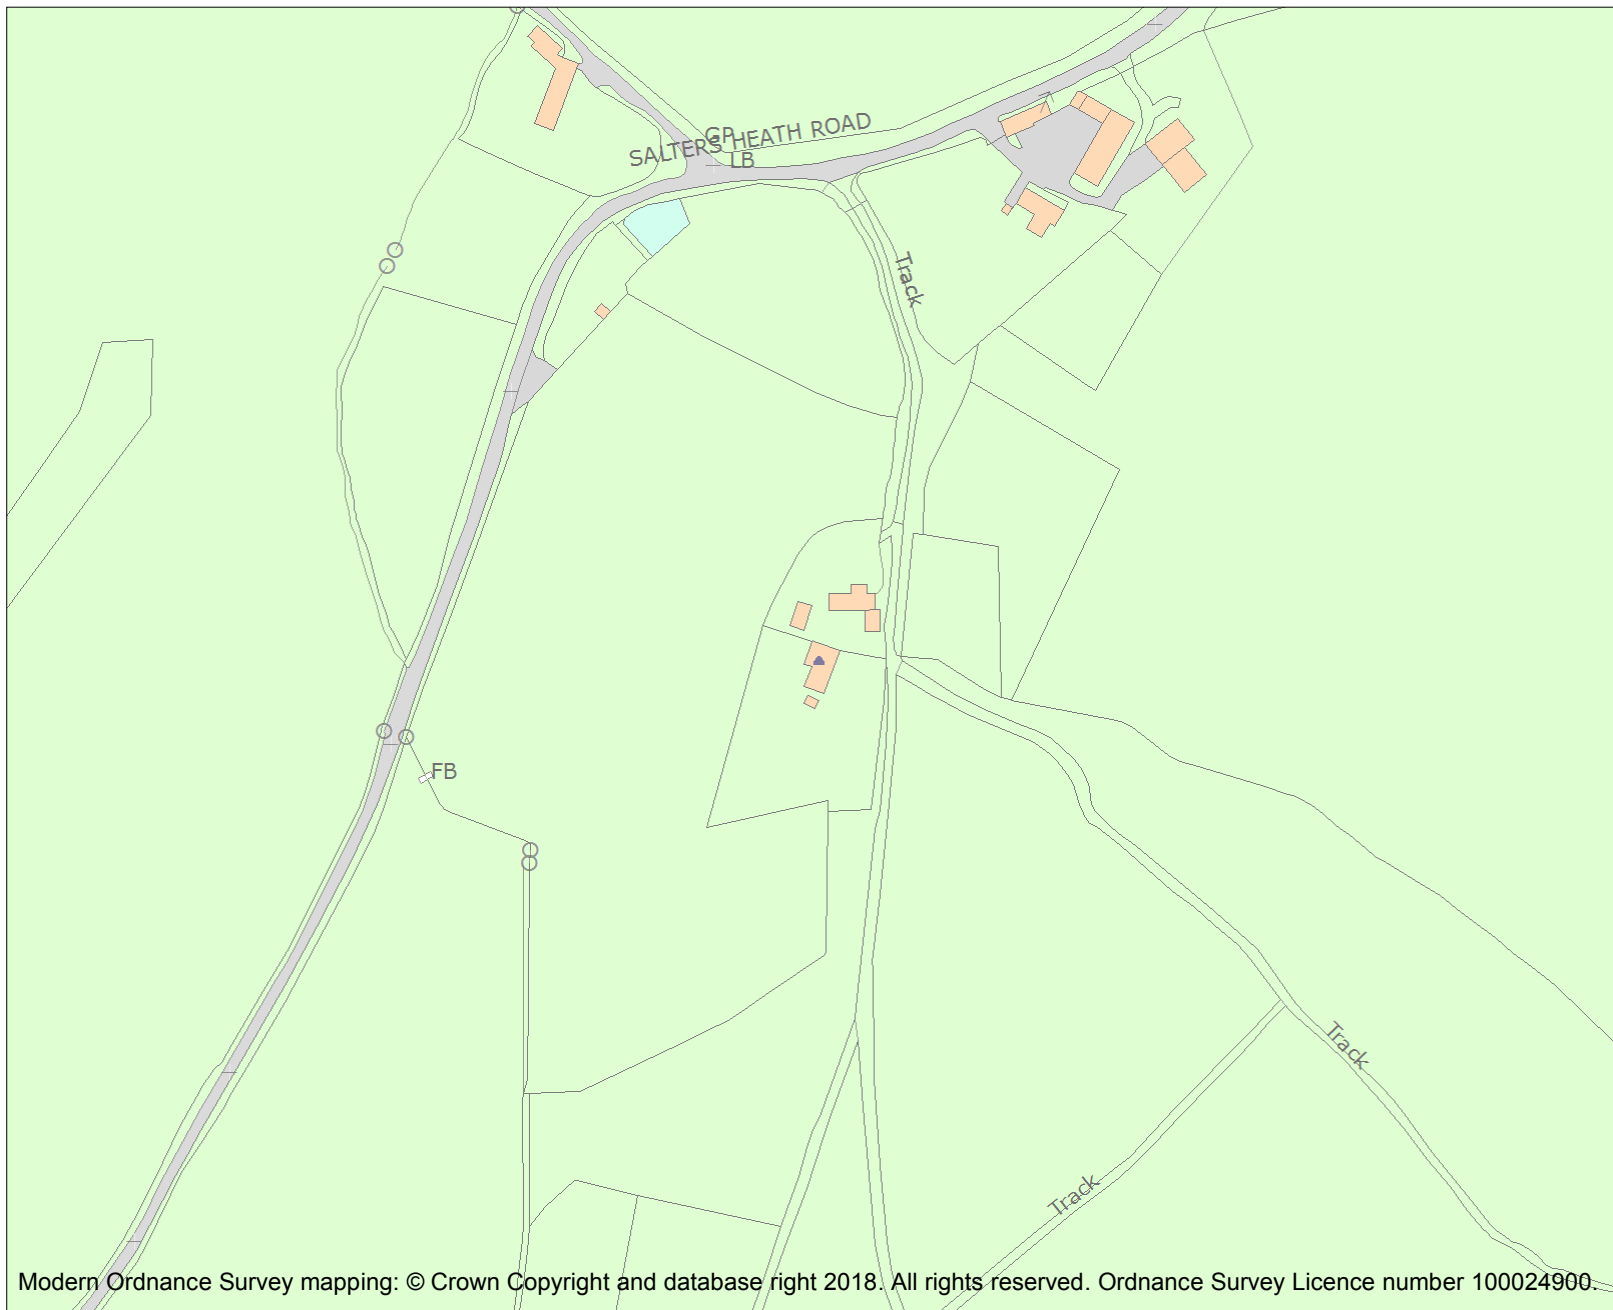 GP
SALTERS HEATH ROAD
LB
Track
FB
Track
Track
Modern Ordnance Survey mapping: © Crown Copyright and database right 2018. All rights reserved. Ordnance Survey Licence number 100024900.